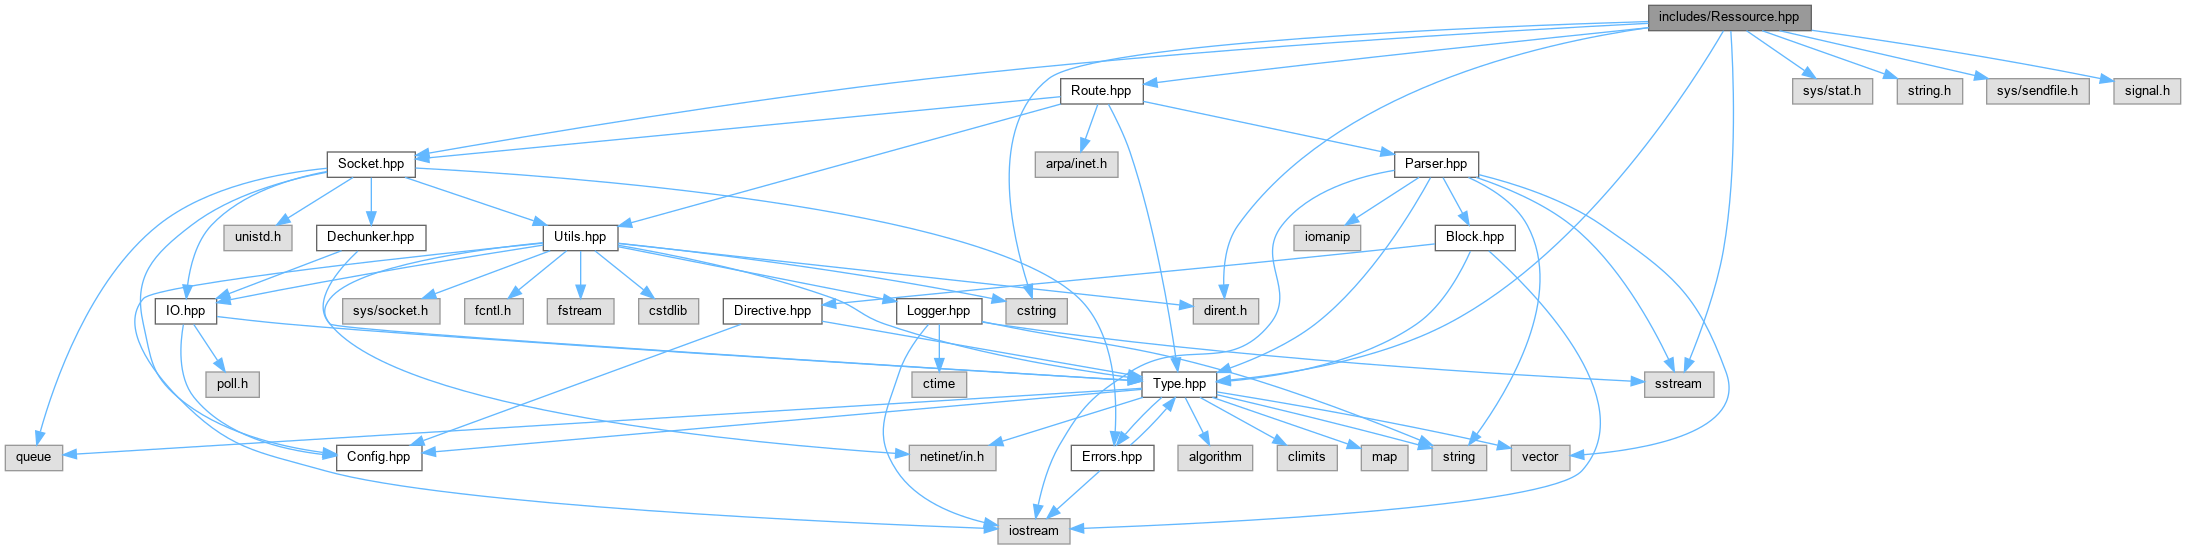 includes/Ressource.hpp
Route.hpp
sys/stat.h
string.h
sys/sendfile.h
signal.h
Socket.hpp
arpa/inet.h
Parser.hpp
unistd.h
Dechunker.hpp
Utils.hpp
iomanip
Block.hpp
IO.hpp
sys/socket.h
fcntl.h
fstream
cstdlib
Directive.hpp
Logger.hpp
cstring
dirent.h
poll.h
ctime
Type.hpp
sstream
queue
Config.hpp
netinet/in.h
Errors.hpp
algorithm
climits
map
string
vector
iostream